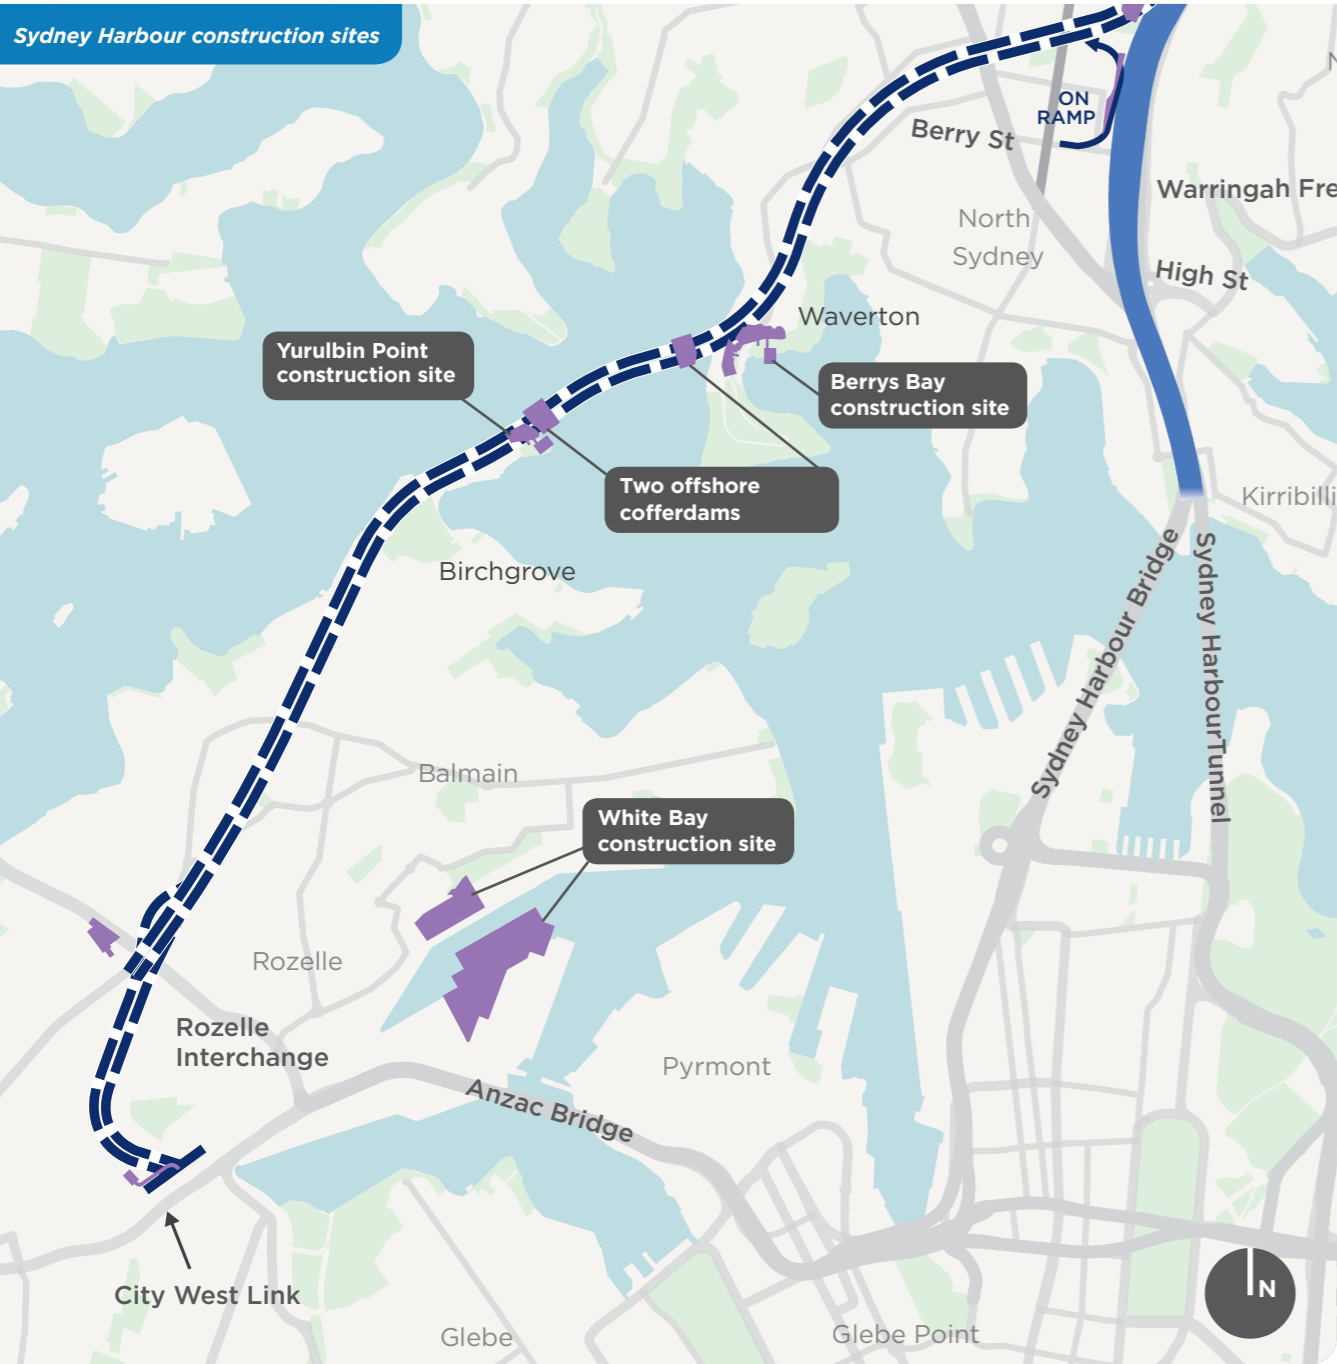 Sydney Harbour construction sites
N
ON
RAMP
Berry St
Warringah Fre
North
Sydney
High St
Waverton
Yurulbin Point
construction site
Berrys Bay
construction site
Two offshore
cofferdams
Kirribilli
Birchgrove
Sydney Harbour Bridge
Sydney HarbourTunnel
Balmain
White Bay
construction site
Rozelle
Rozelle
Interchange
Pyrmont
Anzac Bridge
City West Link
N
Glebe
Glebe Point